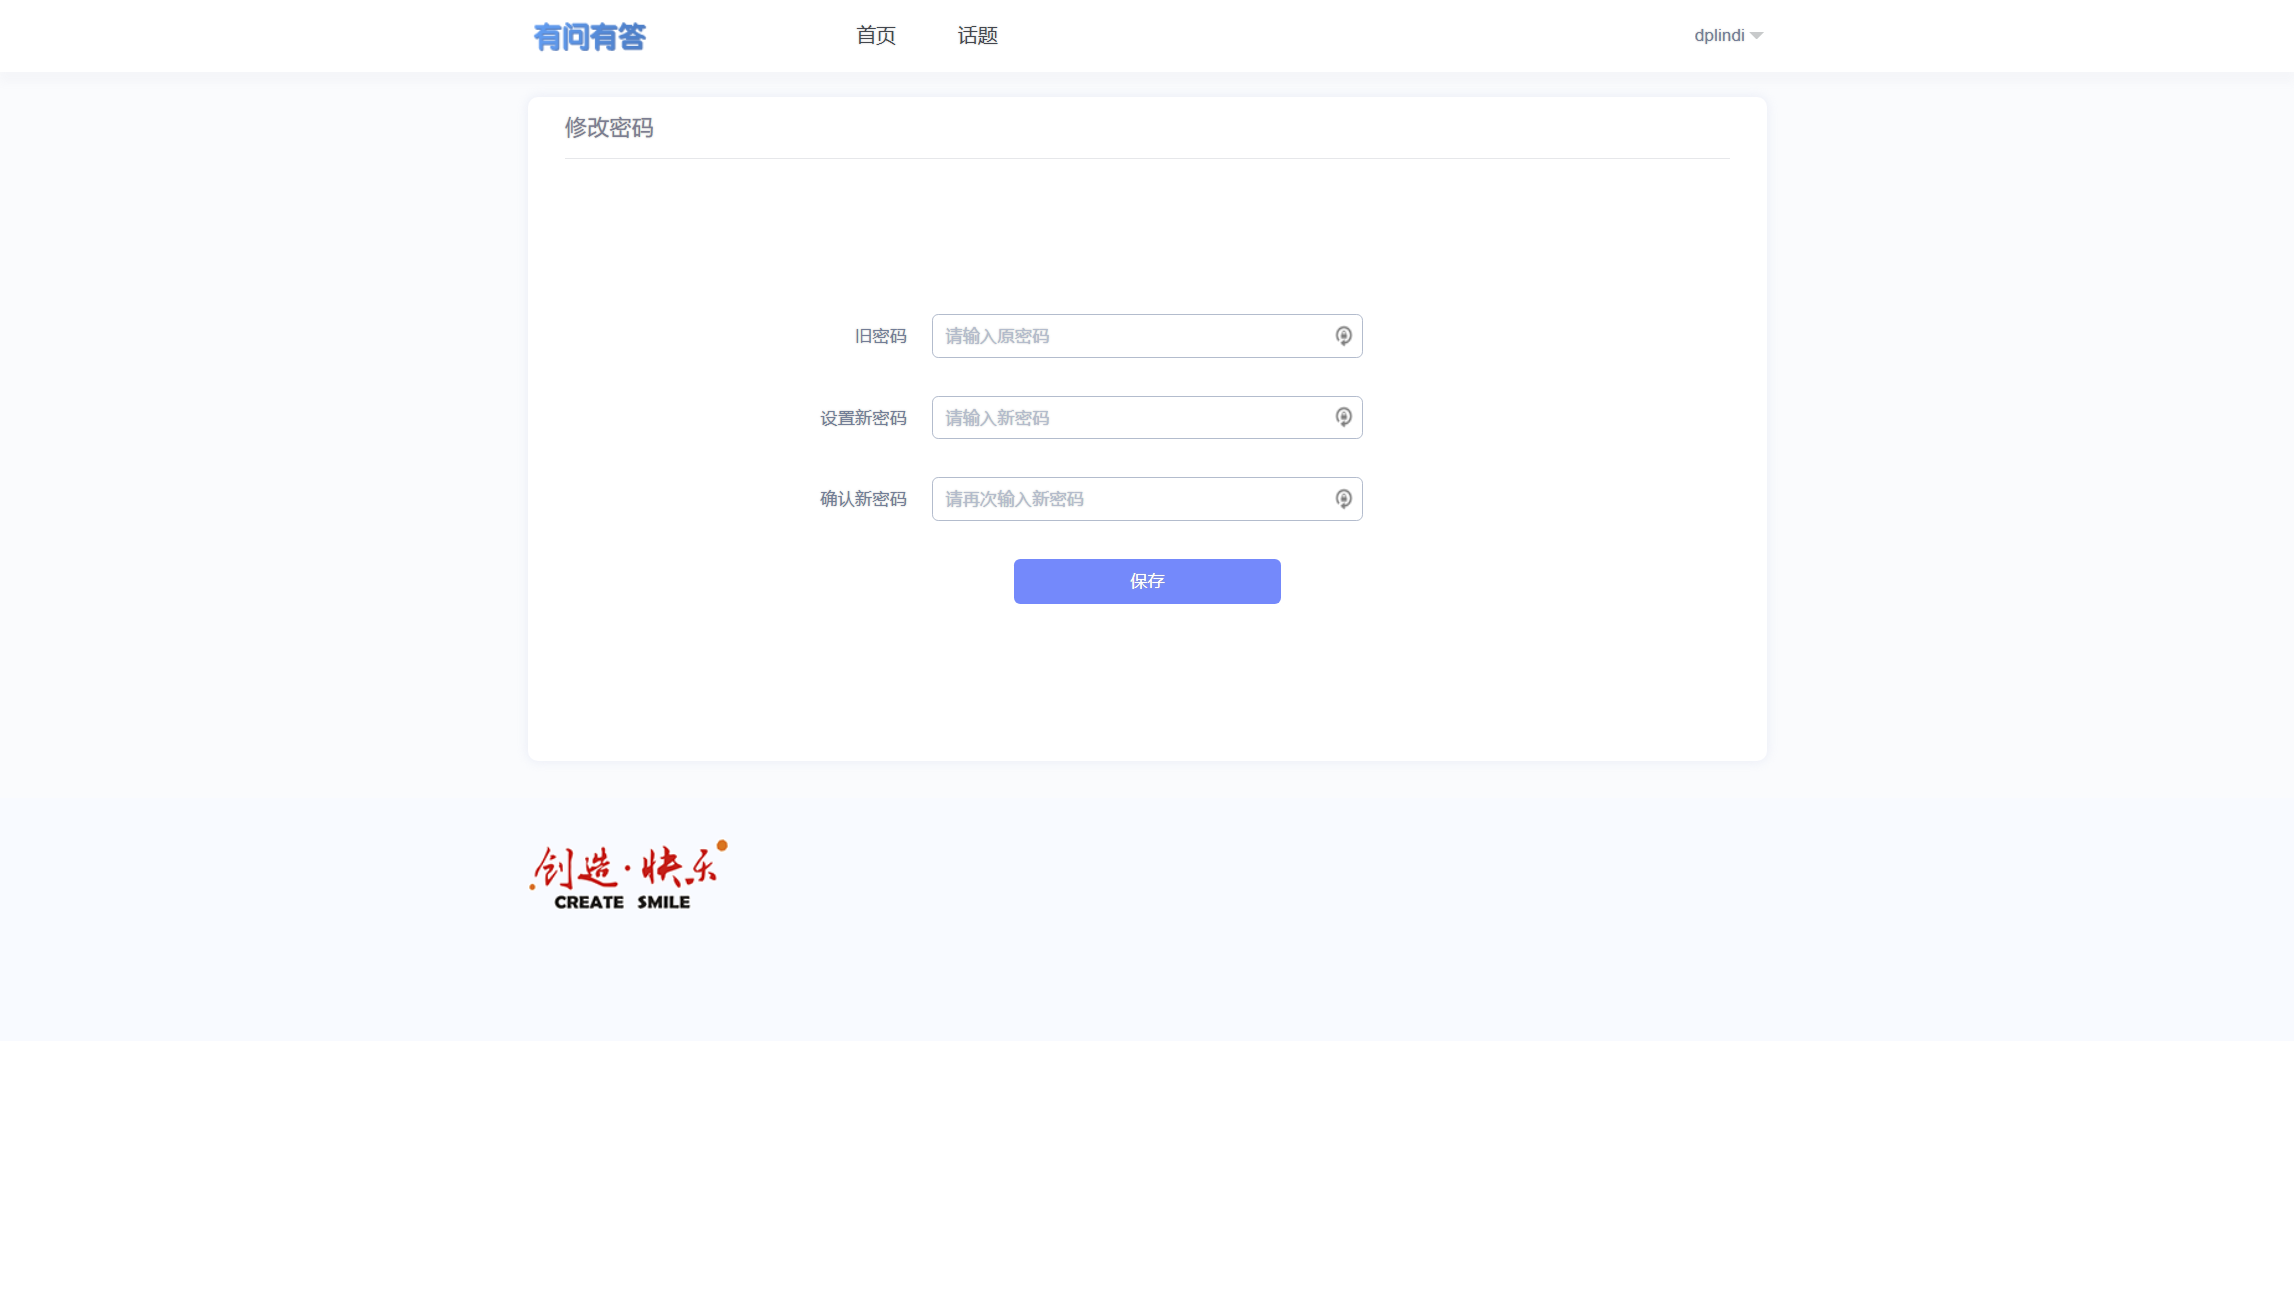 有问有答
首页
话题
dplindi
修改密码
旧密码
请输入原密码
设置新密码
请输入新密码
确认新密码
请再次输入新密码
保存
创造·快乐
CREATE SMILE